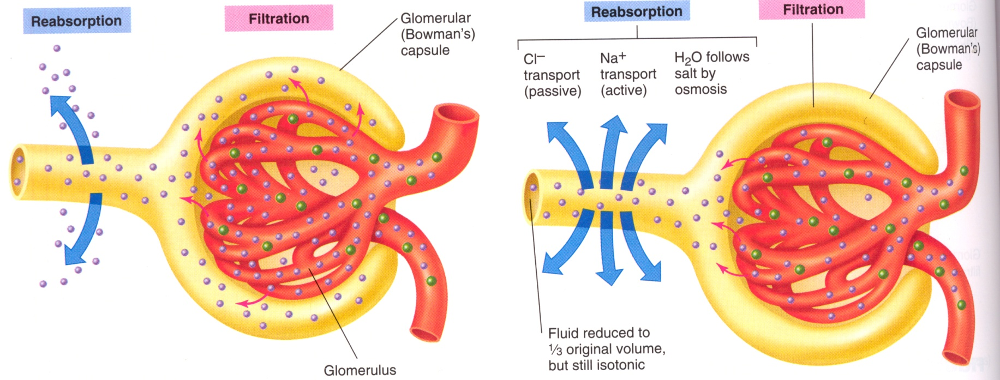 Reabsorption
Filtration
Glomerular
(Bowman's)
capsule
Glomerulus
Reabsorption
Filtration
Cl–
transport
(passive)
Na+
transport
(active)
H₂O follows
salt by
osmosis
Glomerular
(Bowman's)
capsule
Fluid reduced to
⅓ original volume,
but still isotonic